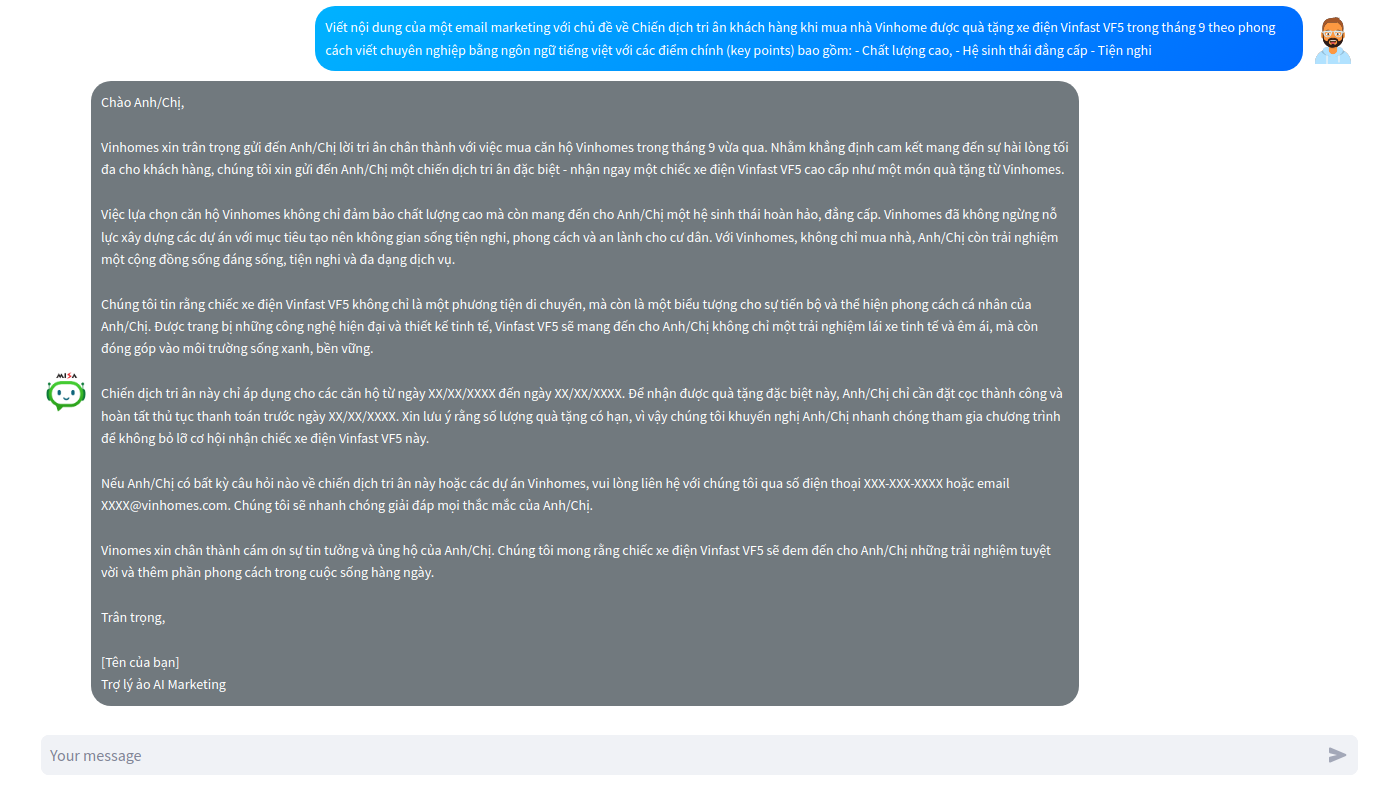 Viết nội dung của một email marketing với chủ đề về Chiến dịch tri ân khách hàng khi mua nhà Vinhome được quà tặng xe điện Vinfast VF5 trong tháng 9 theo phong
cách viết chuyên nghiệp bằng ngôn ngữ tiếng việt với các điểm chính (key points) bao gồm: - Chất lượng cao, - Hệ sinh thái đẳng cấp - Tiện nghi
Chào Anh/Chị,
Vinhomes xin trân trọng gửi đến Anh/Chị lời tri ân chân thành với việc mua căn hộ Vinhomes trong tháng 9 vừa qua. Nhằm khẳng định cam kết mang đến sự hài lòng tối
đa cho khách hàng, chúng tôi xin gửi đến Anh/Chị một chiến dịch tri ân đặc biệt - nhận ngay một chiếc xe điện Vinfast VF5 cao cấp như một món quà tặng từ Vinhomes.
Việc lựa chọn căn hộ Vinhomes không chỉ đảm bảo chất lượng cao mà còn mang đến cho Anh/Chị một hệ sinh thái hoàn hảo, đẳng cấp. Vinhomes đã không ngừng nỗ
lực xây dựng các dự án với mục tiêu tạo nên không gian sống tiện nghi, phong cách và an lành cho cư dân. Với Vinhomes, không chỉ mua nhà, Anh/Chị còn trải nghiệm
một cộng đồng sống đáng sống, tiện nghi và đa dạng dịch vụ.
Chúng tôi tin rằng chiếc xe điện Vinfast VF5 không chỉ là một phương tiện di chuyển, mà còn là một biểu tượng cho sự tiến bộ và thể hiện phong cách cá nhân của
Anh/Chị. Được trang bị những công nghệ hiện đại và thiết kế tinh tế, Vinfast VF5 sẽ mang đến cho Anh/Chị không chỉ một trải nghiệm lái xe tinh tế và êm ái, mà còn
đóng góp vào môi trường sống xanh, bền vững.
MISA
Chiến dịch tri ân này chỉ áp dụng cho các căn hộ từ ngày XX/XX/XXXX đến ngày XX/XX/XXXX. Để nhận được quà tặng đặc biệt này, Anh/Chị chỉ cần đặt cọc thành công và
hoàn tất thủ tục thanh toán trước ngày XX/XX/XXXX. Xin lưu ý rằng số lượng quà tặng có hạn, vì vậy chúng tôi khuyến nghị Anh/Chị nhanh chóng tham gia chương trình
để không bỏ lỡ cơ hội nhận chiếc xe điện Vinfast VF5 này.
Nếu Anh/Chị có bất kỳ câu hỏi nào về chiến dịch tri ân này hoặc các dự án Vinhomes, vui lòng liên hệ với chúng tôi qua số điện thoại XXX-XXX-XXXX hoặc email
XXXX@vinhomes.com. Chúng tôi sẽ nhanh chóng giải đáp mọi thắc mắc của Anh/Chị.
Vinomes xin chân thành cám ơn sự tin tưởng và ủng hộ của Anh/Chị. Chúng tôi mong rằng chiếc xe điện Vinfast VF5 sẽ đem đến cho Anh/Chị những trải nghiệm tuyệt
vời và thêm phần phong cách trong cuộc sống hàng ngày.
Trân trọng,
[Tên của bạn]
Trợ lý ảo AI Marketing
Your message